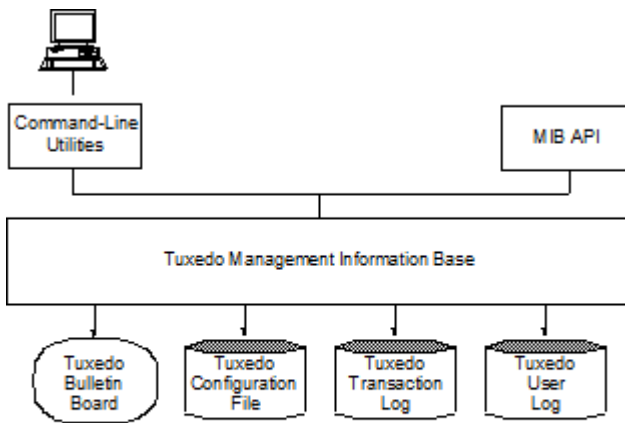 Command-Line
Utilities
MIB API
Tuxedo Management Information Base
Tuxedo
Bulletin
Board
Tuxedo
Configuration
File
Tuxedo
Transaction
Log
Tuxedo
User
Log